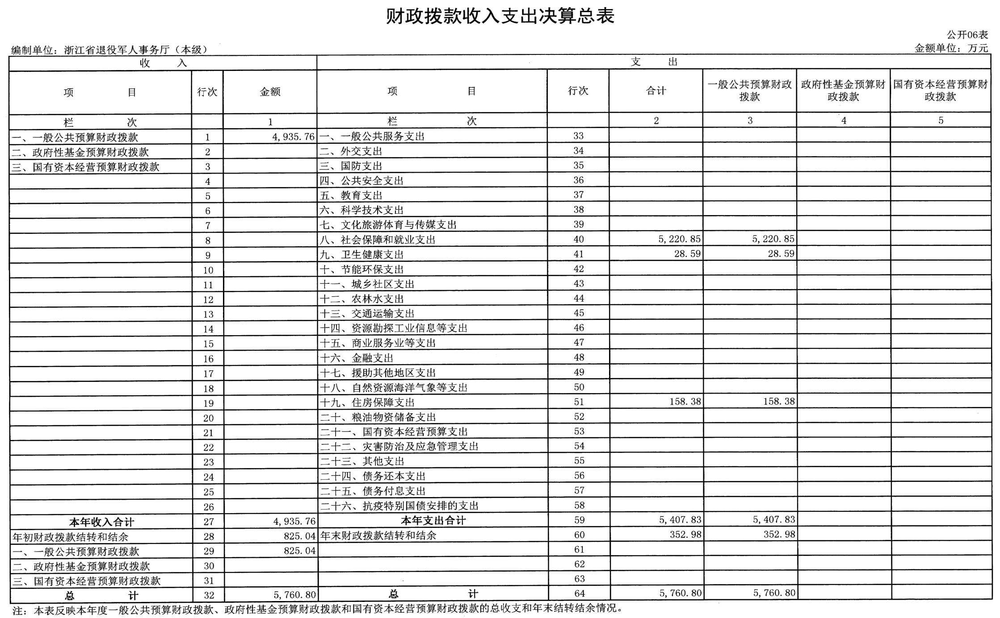 财政拨款收入支出决算总表
公开06表
编制单位：浙江省退役军人事务厅（本级） 金额单位：万元
收 入 支 出
项 目 行次 金额 项 目 行次 合计 一般公共预算财政拨款 政府性基金预算财政拨款 国有资本经营预算财政拨款
栏 次 1 栏 次 2 3 4 5
一、一般公共预算财政拨款 1 4,935.76 一、一般公共服务支出 33
二、政府性基金预算财政拨款 2 二、外交支出 34
三、国有资本经营预算财政拨款 3 三、国防支出 35
4 四、公共安全支出 36
5 五、教育支出 37
6 六、科学技术支出 38
7 七、文化旅游体育与传媒支出 39
8 八、社会保障和就业支出 40 5,220.85 5,220.85
9 九、卫生健康支出 41 28.59 28.59
10 十、节能环保支出 42
11 十一、城乡社区支出 43
12 十二、农林水支出 44
13 十三、交通运输支出 45
14 十四、资源勘探工业信息等支出 46
15 十五、商业服务业等支出 47
16 十六、金融支出 48
17 十七、援助其他地区支出 49
18 十八、自然资源海洋气象等支出 50
19 十九、住房保障支出 51 158.38 158.38
20 二十、粮油物资储备支出 52
21 二十一、国有资本经营预算支出 53
22 二十二、灾害防治及应急管理支出 54
23 二十三、其他支出 55
24 二十四、债务还本支出 56
25 二十五、债务付息支出 57
26 二十六、抗疫特别国债安排的支出 58
本年收入合计 27 4,935.76 本年支出合计 59 5,407.83 5,407.83
年初财政拨款结转和结余 28 825.04 年末财政拨款结转和结余 60 352.98 352.98
一、一般公共预算财政拨款 29 825.04 61
二、政府性基金预算财政拨款 30 62
三、国有资本经营预算财政拨款 31 63
总 计 32 5,760.80 总 计 64 5,760.80 5,760.80
注：本表反映本年度一般公共预算财政拨款、政府性基金预算财政拨款和国有资本经营预算财政拨款的总收支和年末结转结余情况。